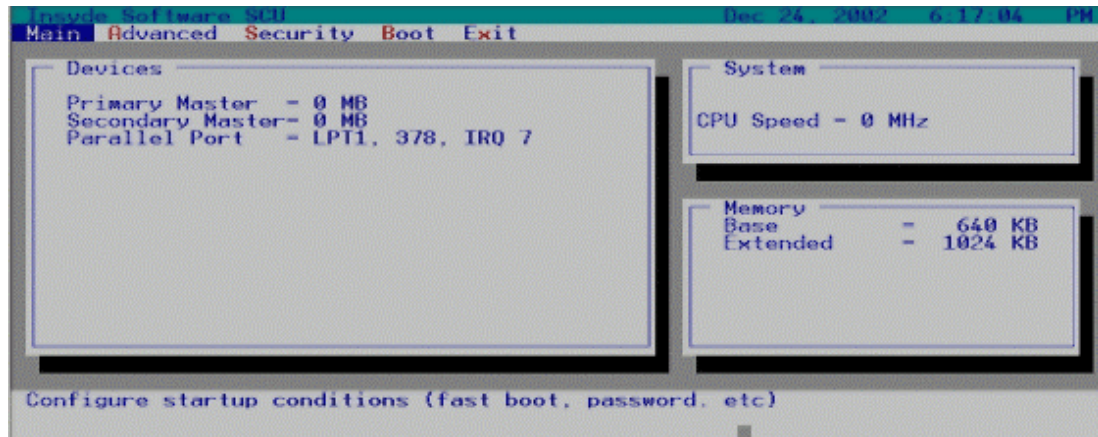 Insyde Software SCU Dec 24, 2002 6:17:04 PM
Main Advanced Security Boot Exit
Devices
Primary Master - 0 MB
Secondary Master- 0 MB
Parallel Port - LPT1, 378, IRQ 7
System
CPU Speed - 0 MHz
Memory
Base = 640 KB
Extended = 1024 KB
Configure startup conditions (fast boot, password, etc)